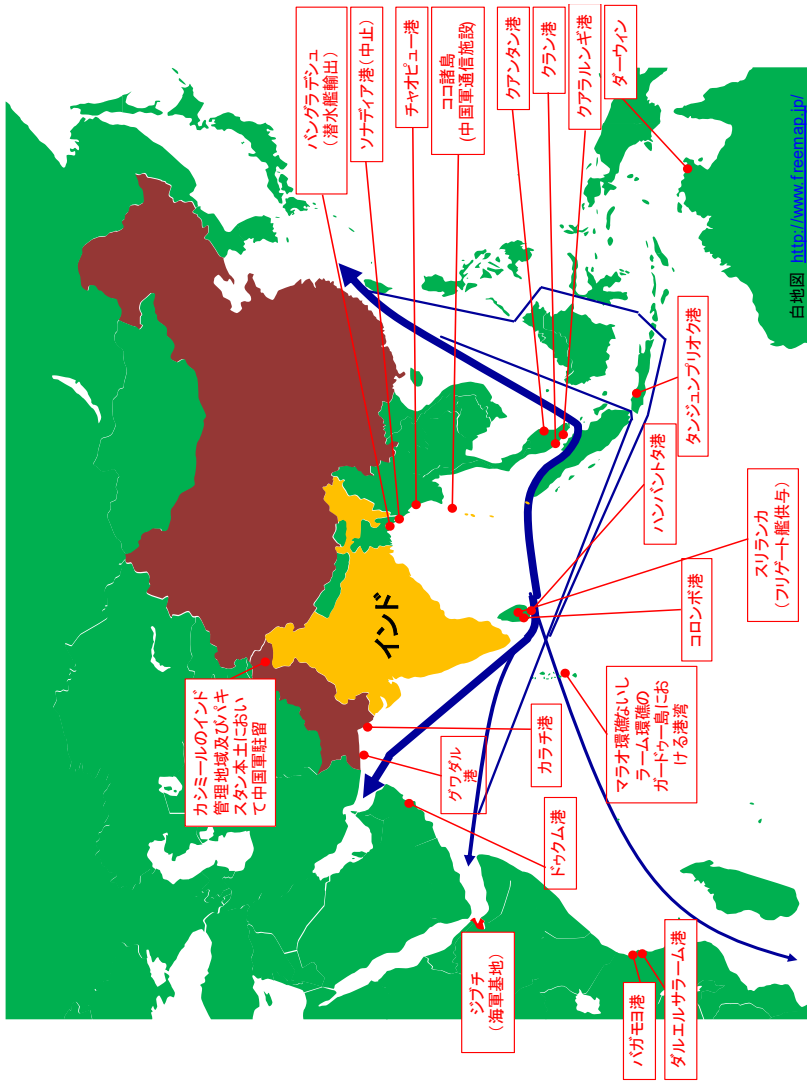 カシミールのインド
管理地域及びパキ
スタン本土におい
て中国軍駐留
バングラデシュ
（潜水艦輸出）
ソナディア港（中止）
チャオピュー港
ココ諸島
(中国軍通信施設)
クアンタン港
クラン港
クアラルンギ港
ダーウィン
インド
グワダル
港
カラチ港
ドゥクム港
ジブチ
（海軍基地）
バガモヨ港
ダルエルサラーム港
マラオ環礁ないし
ラーム環礁の
ガードゥー島にお
ける港湾
コロンボ港
ハンバントタ港
スリランカ
（フリゲート艦供与）
タンジュンプリオク港
白地図 http://www.freemap.jp/